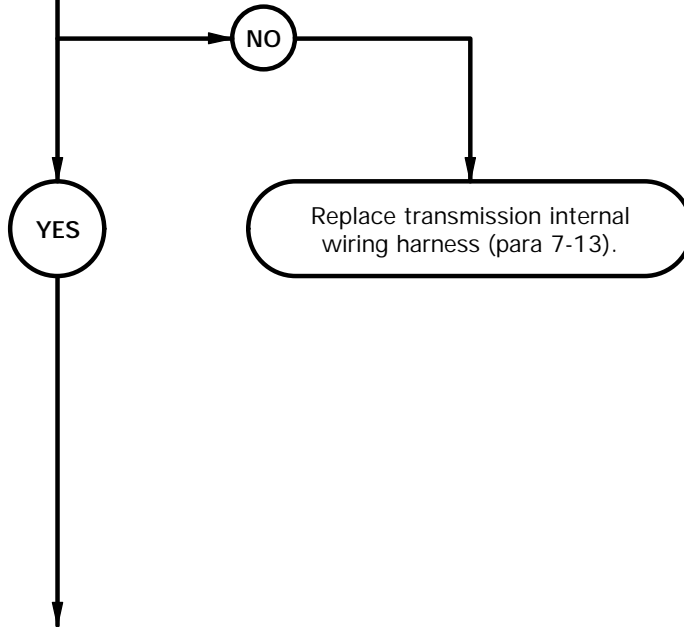 NO
YES
Replace transmission internal
wiring harness (para 7-13).